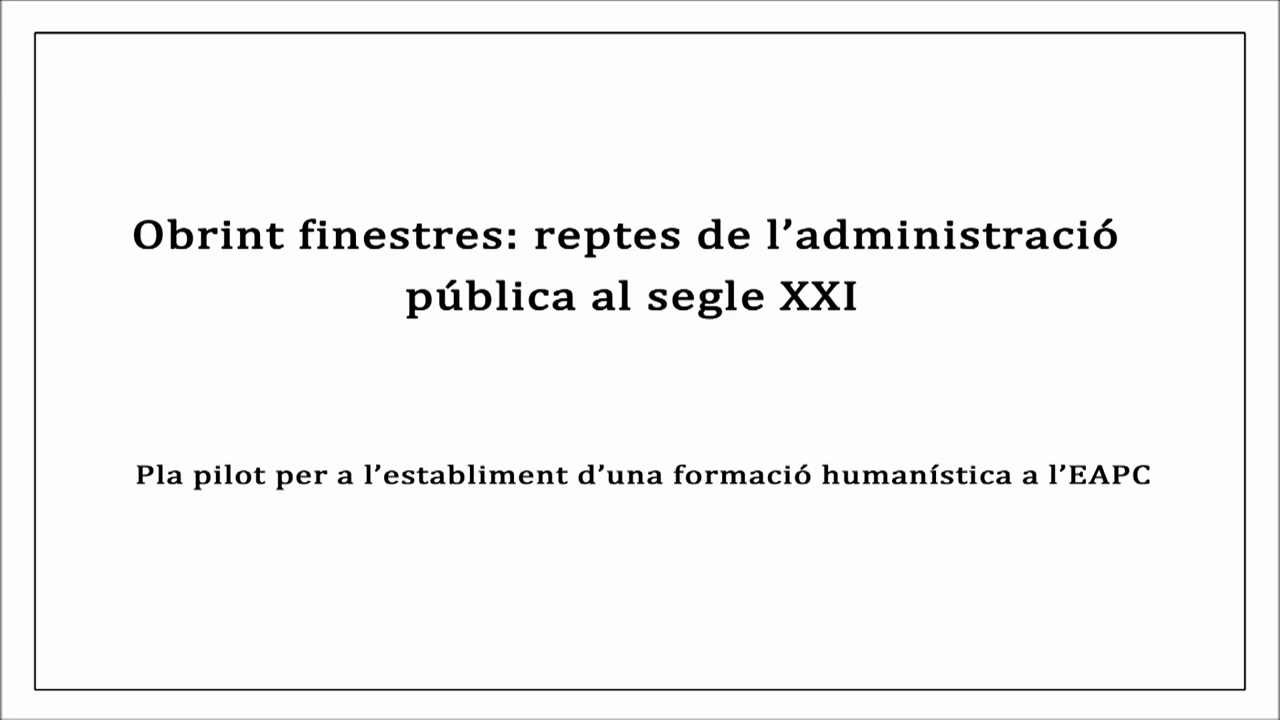 Obrint finestres: reptes de l’administració
pública al segle XXI
Pla pilot per a l’establiment d’una formació humanística a l’EAPC